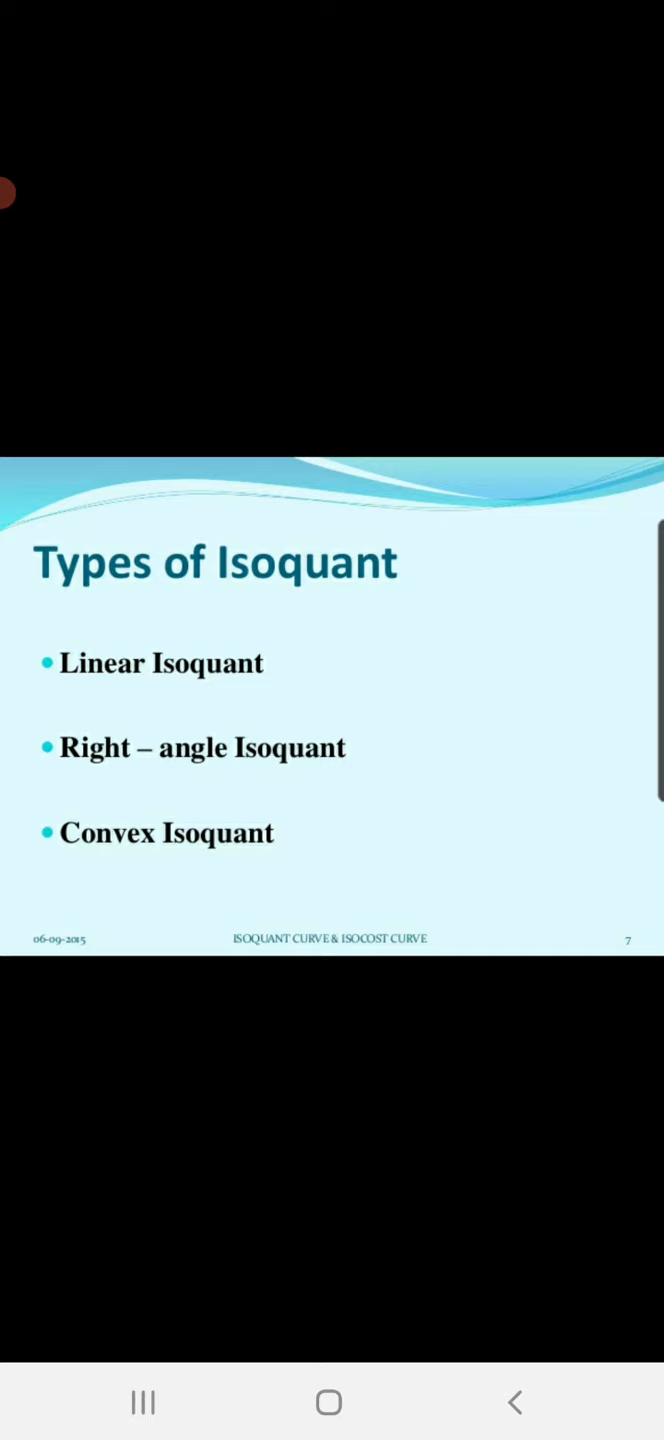 Types of Isoquant
Linear Isoquant
Right – angle Isoquant
Convex Isoquant
06-09-2015 ISOQUANT CURVE & ISOCOST CURVE 7